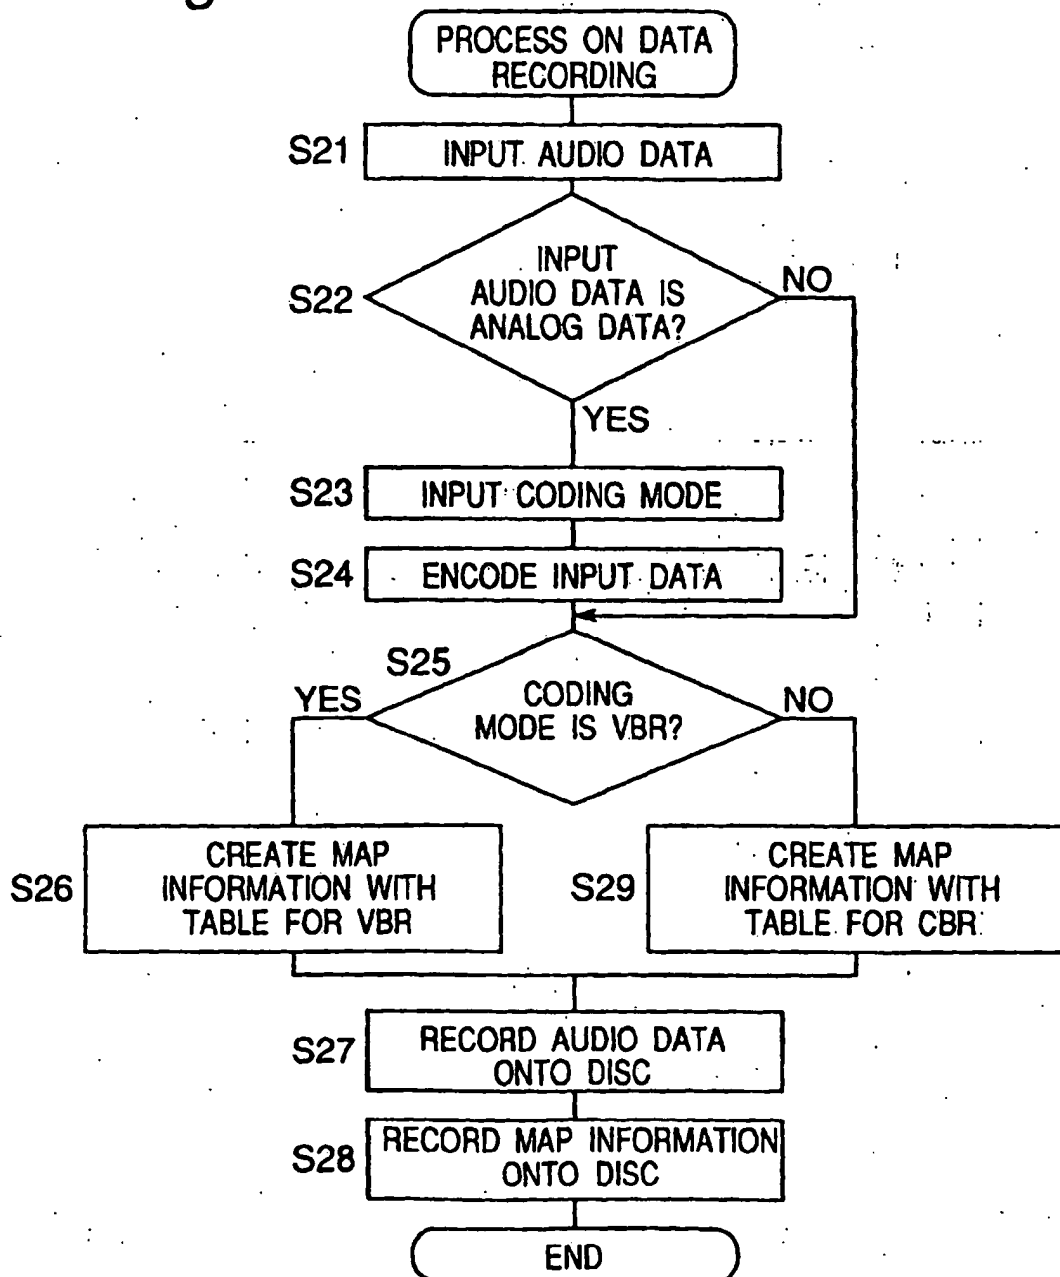 PROCESS ON DATA
RECORDING
S21
INPUT AUDIO DATA
S22
INPUT
AUDIO DATA IS
ANALOG DATA?
NO
YES
S23
INPUT CODING MODE
S24
ENCODE INPUT DATA
S25
YES
CODING
MODE IS VBR?
NO
S26
CREATE MAP
INFORMATION WITH
TABLE FOR VBR
S29
CREATE MAP
INFORMATION WITH
TABLE FOR CBR
S27
RECORD AUDIO DATA
ONTO DISC
S28
RECORD MAP INFORMATION
ONTO DISC
END